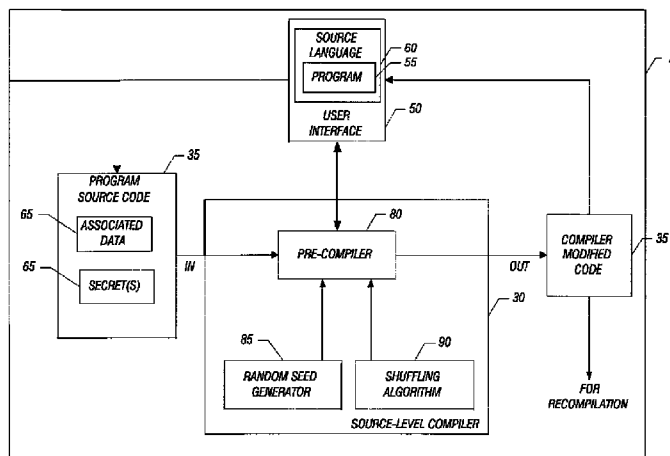 SOURCE
LANGUAGE
60
PROGRAM
55
USER
INTERFACE
50
35
PROGRAM
SOURCE CODE
65
ASSOCIATED
DATA
65
SECRET(S)
IN
80
PRE-COMPILER
OUT
COMPILER
MODIFIED
CODE
35
30
85
RANDOM SEED
GENERATOR
90
SHUFFLING
ALGORITHM
SOURCE-LEVEL COMPILER
FOR
RECOMPILATION